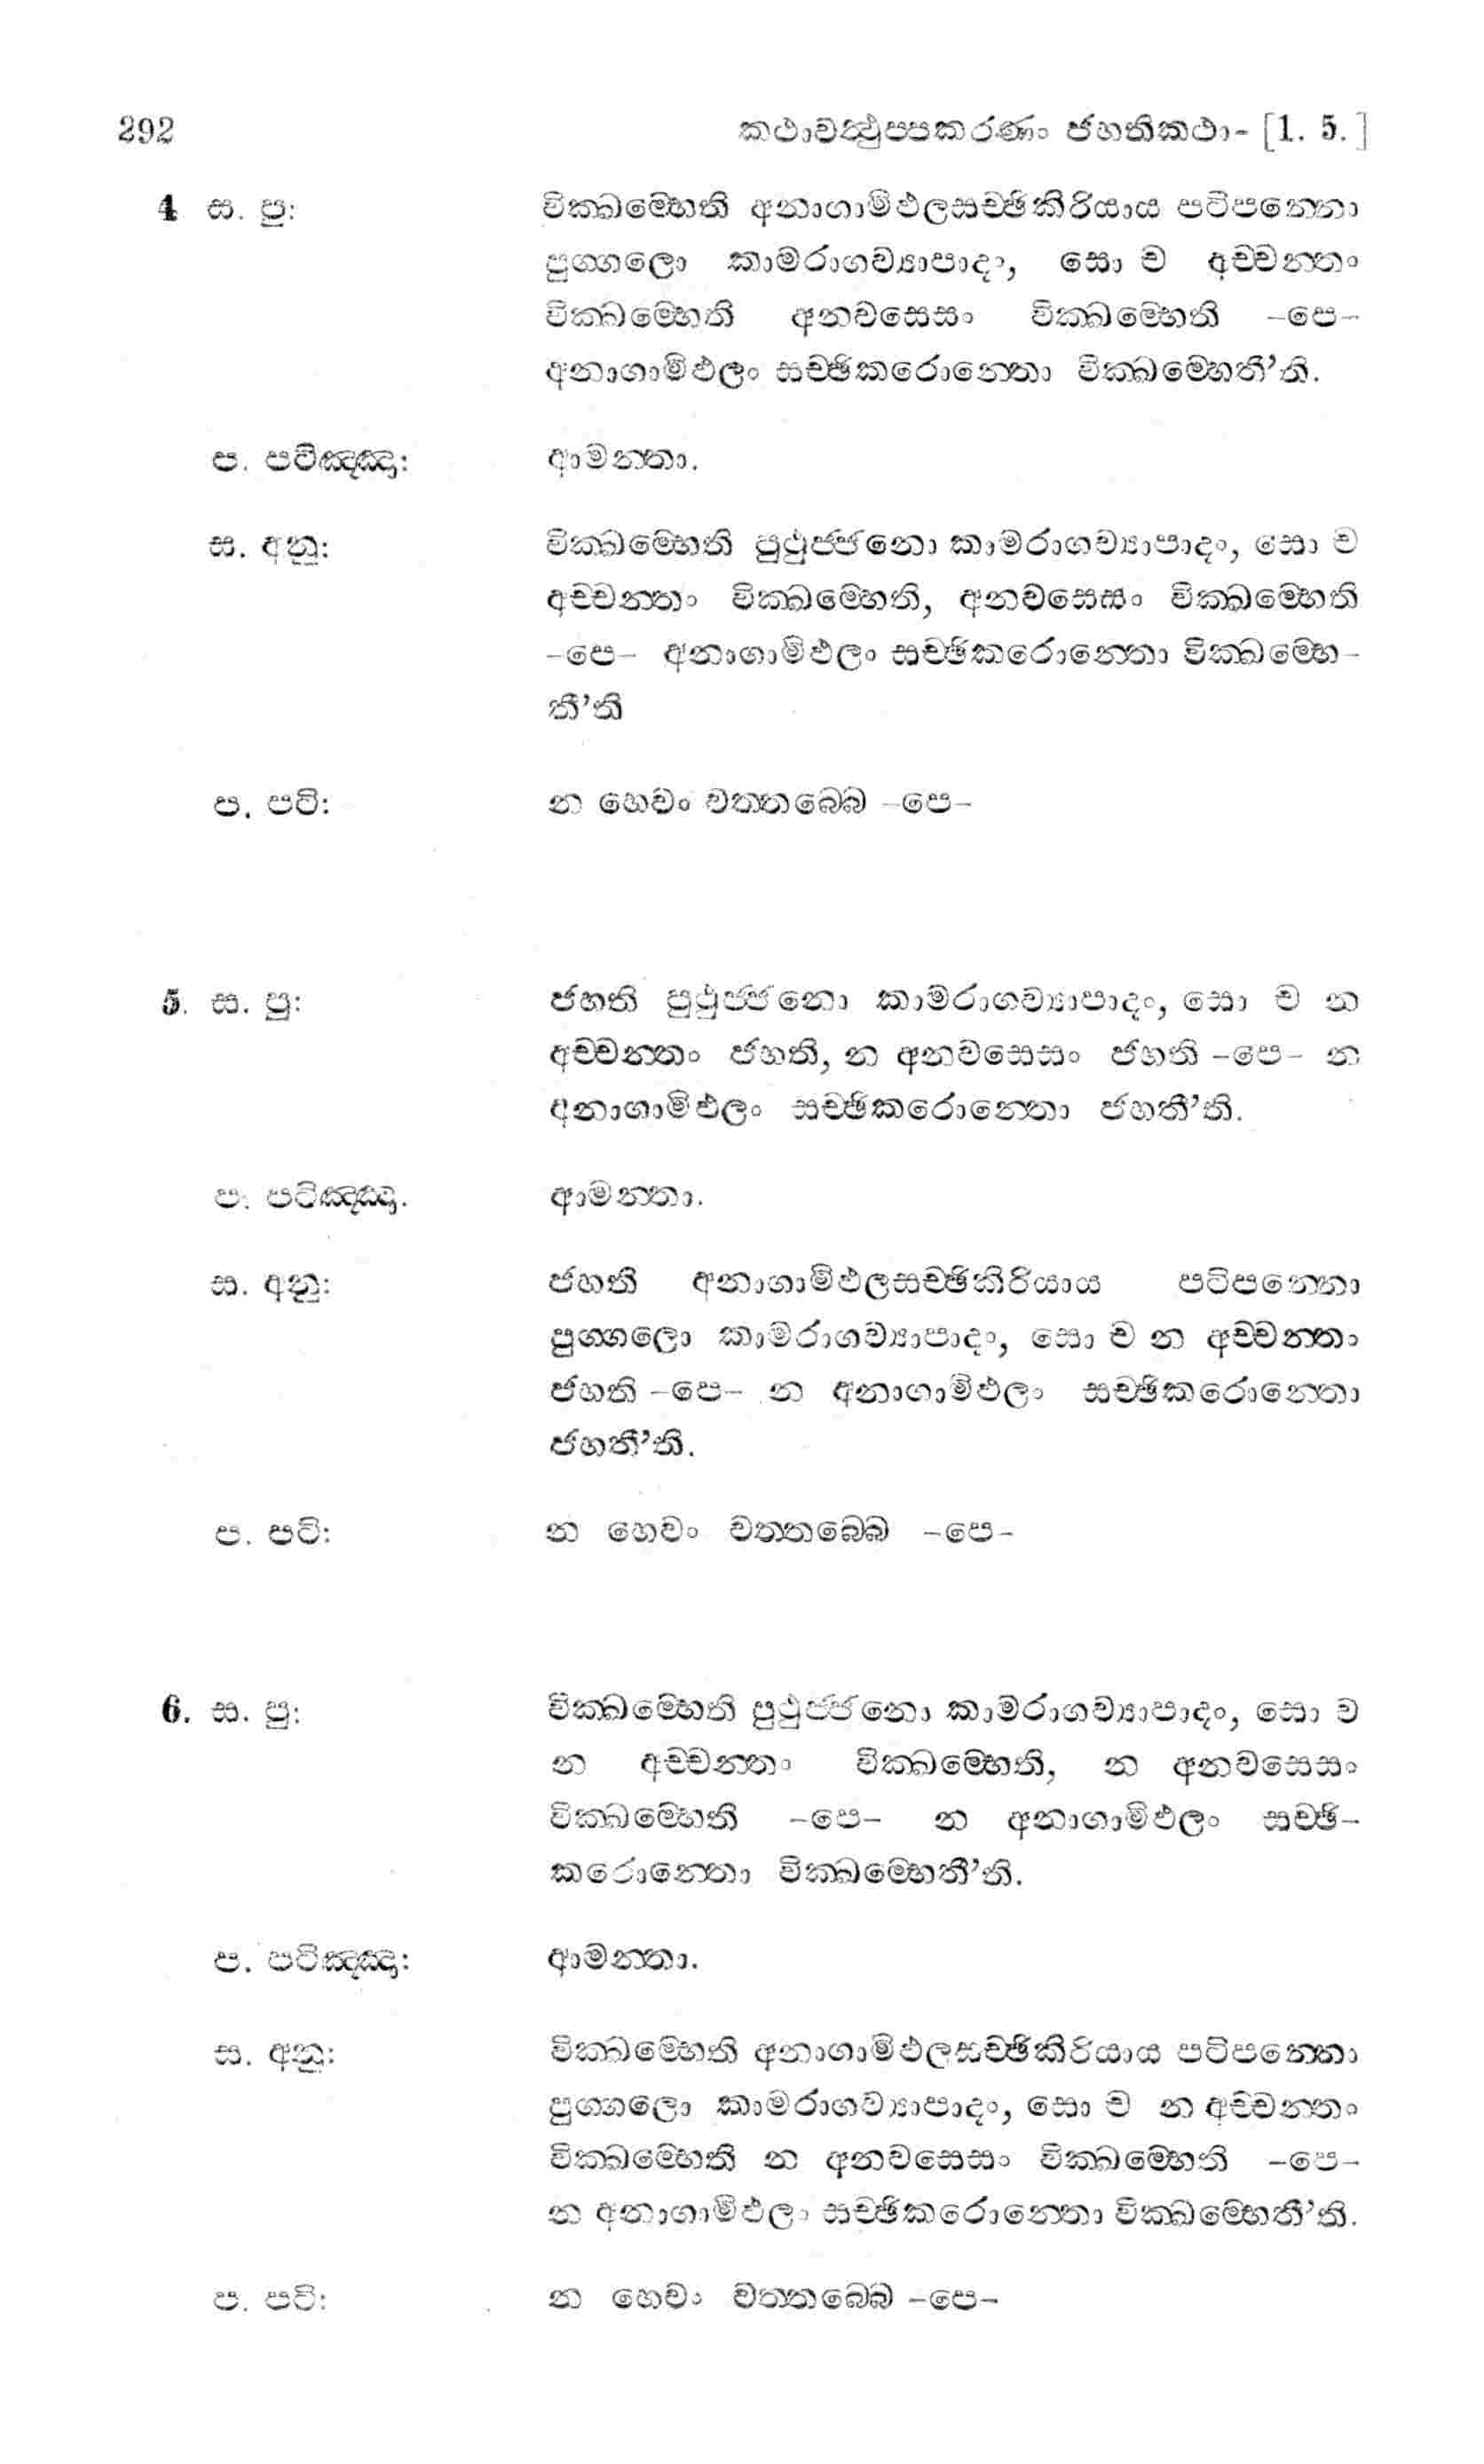 292 කථාවත්‍ථුප්පකරණං ජහතිකථා- [1. 5. ]
4 ස. පු: වික්ඛම්භෙති අනාගාමිඵලසච්ඡිකිරියාය පටිපන්නො
පුග්ගලො කාමරාගව්‍යාපාදං, සො ච අච්චන්තං
වික්ඛම්භෙති අනවසෙසං වික්ඛම්භෙති -පෙ-
අනාගාමිඵලං සච්ඡිකරොන්තො වික්ඛම්භෙතී’ති.
ප. පටිඤ්ඤා: ආමන්තා.
ස. අනු: වික්ඛම්භෙති පුථුජ්ජනො කාමරාගව්‍යාපාදං, සො ච
අච්චන්තං වික්ඛම්භෙති, අනවසෙසං වික්ඛම්භෙති
-පෙ- අනාගාමිඵලං සච්ඡිකරොන්තො වික්ඛම්භෙ-
තී’ති
ප. පටි: න හෙවං වත්තබ්බෙ -පෙ-
5. ස. පු: ජහති පුථුජ්ජනො කාමරාගව්‍යාපාදං, සො ච න
අච්චන්තං ජහති, න අනවසෙසං ජහති -පෙ- න
අනාගාමිඵලං සච්ඡිකරොන්තො ජහතී’ති.
ප. පටිඤ්ඤා. ආමන්තා.
ස. අනු: ජහති අනාගාමිඵලසච්ඡිකිරියාය පටිපන්නො
පුග්ගලො කාමරාගව්‍යාපාදං, සො ච න අච්චන්තං
ජහති -පෙ- න අනාගාමිඵලං සච්ඡිකරොන්තො
ජහතී’ති.
ප. පටි: න හෙවං වත්තබ්බෙ -පෙ-
6. ස. පු: වික්ඛම්භෙති පුථුජ්ජනො කාමරාගව්‍යාපාදං, සො ව
න අච්චන්තං වික්ඛම්භෙති, න අනවසෙසං
වික්ඛම්භෙති -පෙ- න අනාගාමිඵලං සච්ඡි-
කරොන්තො වික්ඛම්භෙතී’ති.
ප. පටිඤ්ඤා: ආමන්තා.
ස. අනු: වික්ඛම්භෙති අනාගාමිඵලසච්ඡිකිරියාය පටිපන්නො
පුග්ගලො කාමරාගව්‍යාපාදං, සො ච න අච්චන්තං
වික්ඛම්භෙති න අනවසෙසං වික්ඛම්භෙති -පෙ-
න අනාගාමිඵලං සච්ඡිකරොන්තො වික්ඛම්භෙතී’ති.
ප. පටි: න හෙවං වත්තබ්බෙ -පෙ-